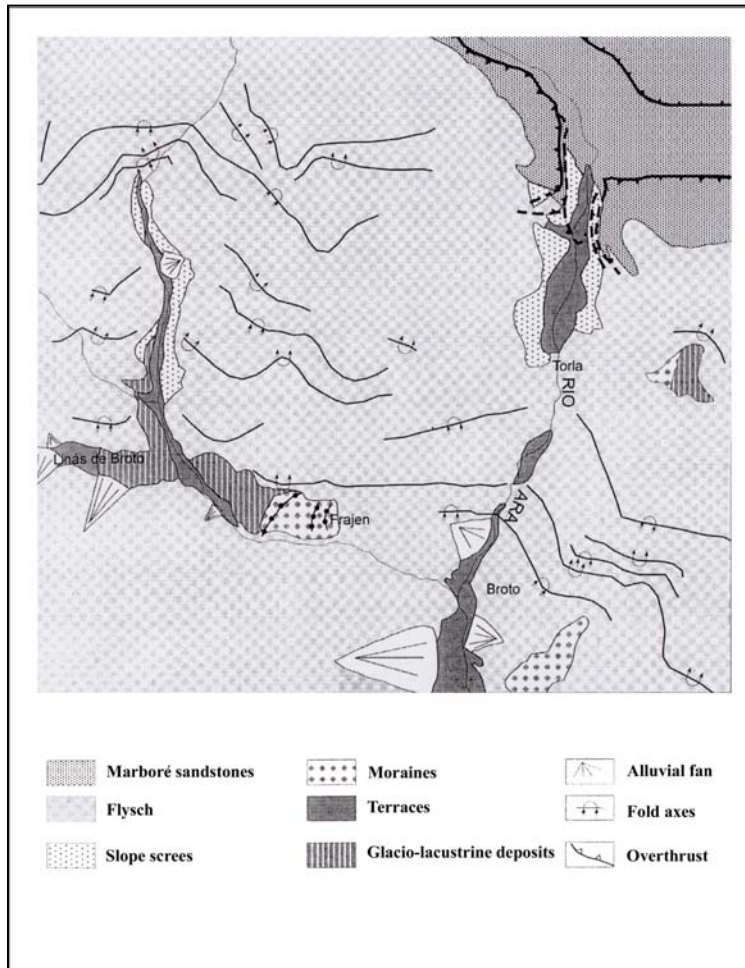 Torla
RIO
Linás de Broto
ARA
Frajen
Broto
Marboré sandstones
Moraines
Alluvial fan
Flysch
Terraces
Fold axes
Slope screes
Glacio-lacustrine deposits
Overthrust